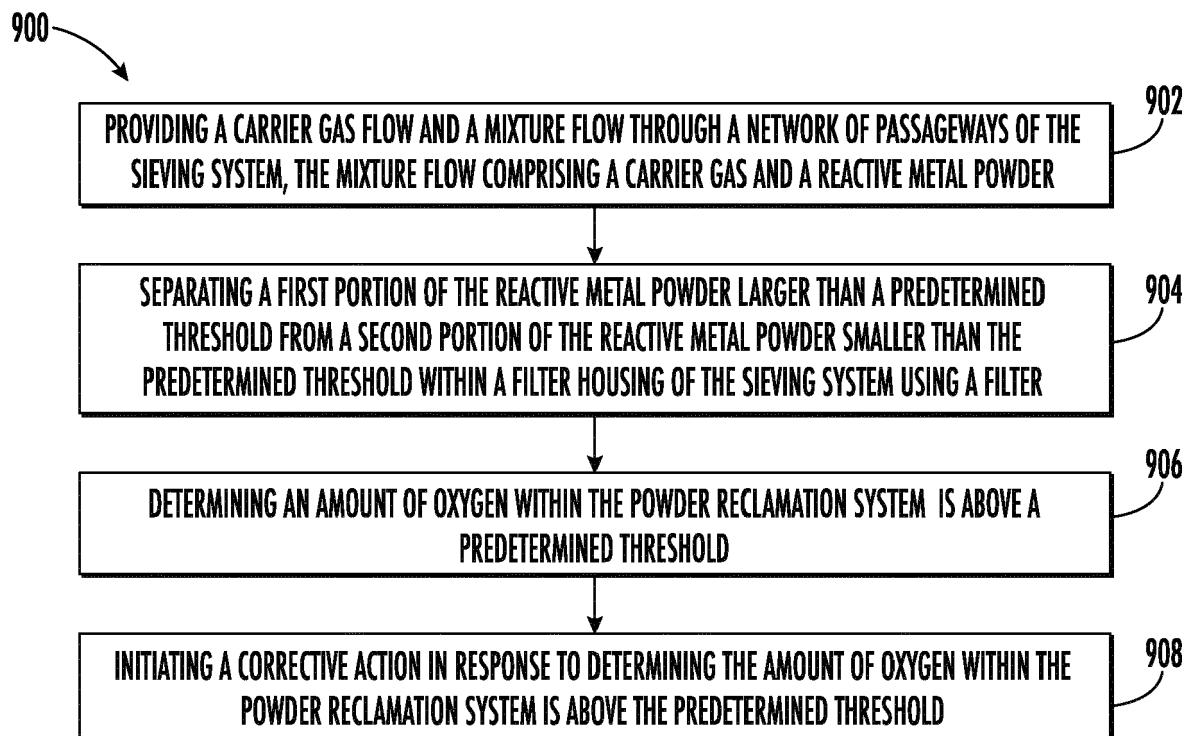 900
902
PROVIDING A CARRIER GAS FLOW AND A MIXTURE FLOW THROUGH A NETWORK OF PASSAGEWAYS OF THE
SIEVING SYSTEM, THE MIXTURE FLOW COMPRISING A CARRIER GAS AND A REACTIVE METAL POWDER
904
SEPARATING A FIRST PORTION OF THE REACTIVE METAL POWDER LARGER THAN A PREDETERMINED
THRESHOLD FROM A SECOND PORTION OF THE REACTIVE METAL POWDER SMALLER THAN THE
PREDETERMINED THRESHOLD WITHIN A FILTER HOUSING OF THE SIEVING SYSTEM USING A FILTER
906
DETERMINING AN AMOUNT OF OXYGEN WITHIN THE POWDER RECLAMATION SYSTEM IS ABOVE A
PREDETERMINED THRESHOLD
908
INITIATING A CORRECTIVE ACTION IN RESPONSE TO DETERMINING THE AMOUNT OF OXYGEN WITHIN THE
POWDER RECLAMATION SYSTEM IS ABOVE THE PREDETERMINED THRESHOLD